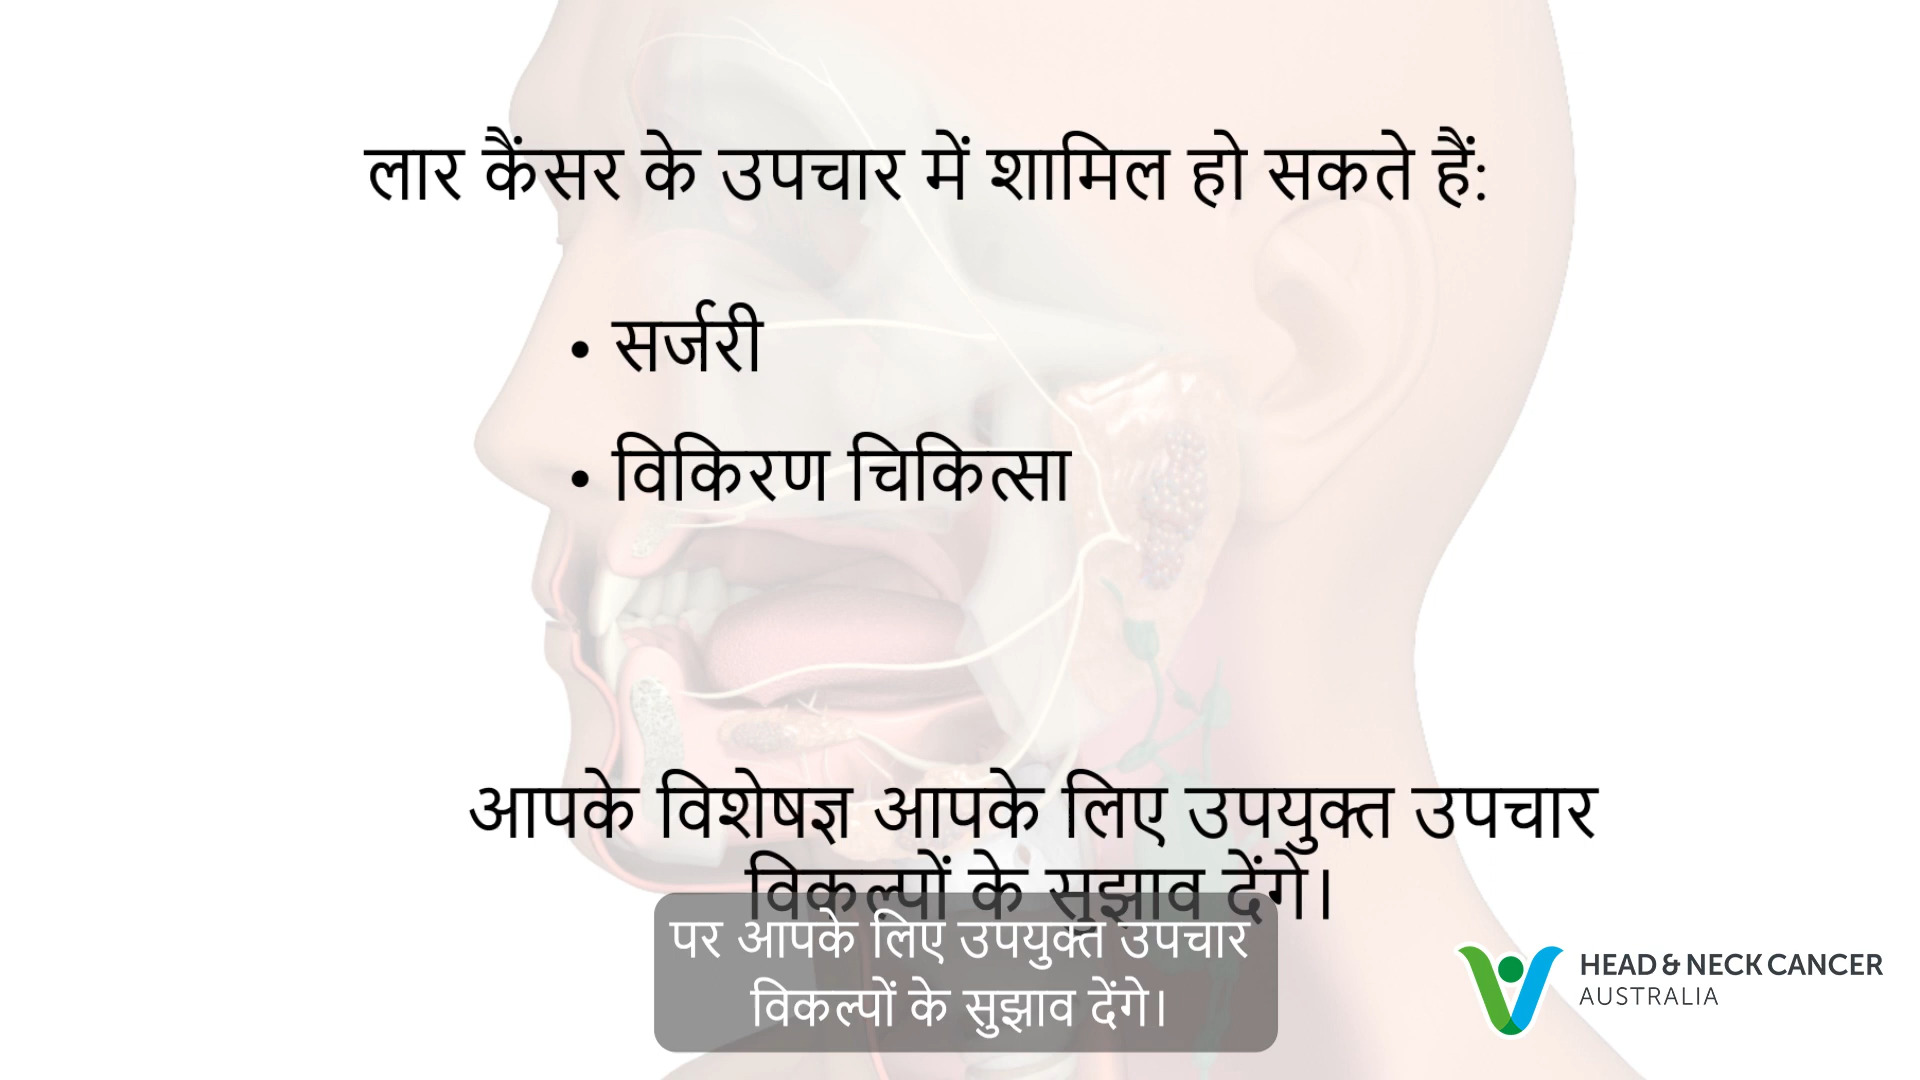 लार कैंसर के उपचार में शामिल हो सकते हैं:
• सर्जरी
• विकिरण चिकित्सा
आपके विशेषज्ञ आपके लिए उपयुक्त उपचार
विकल्पों के सुझाव देंगे।
पर आपके लिए उपयुक्त उपचार
विकल्पों के सुझाव देंगे।
HEAD & NECK CANCER
AUSTRALIA